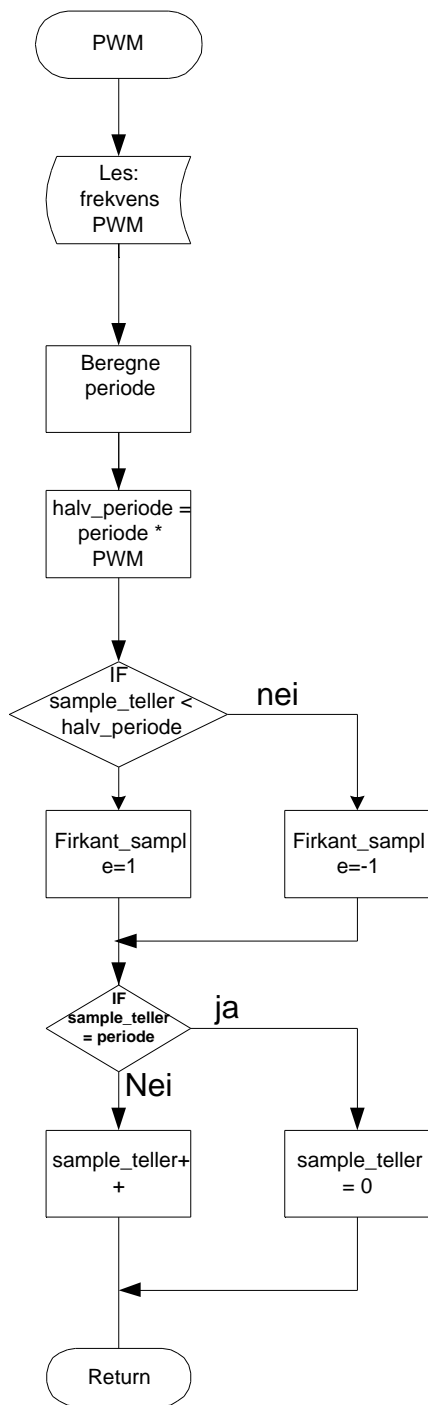 PWM
Les:
frekvens
PWM
Beregne
periode
halv_periode =
periode *
PWM
IF
sample_teller <
halv_periode
nei
Firkant_sampl
e=1
Firkant_sampl
e=-1
IF
sample_teller
= periode
ja
Nei
sample_teller+
+
sample_teller
= 0
Return